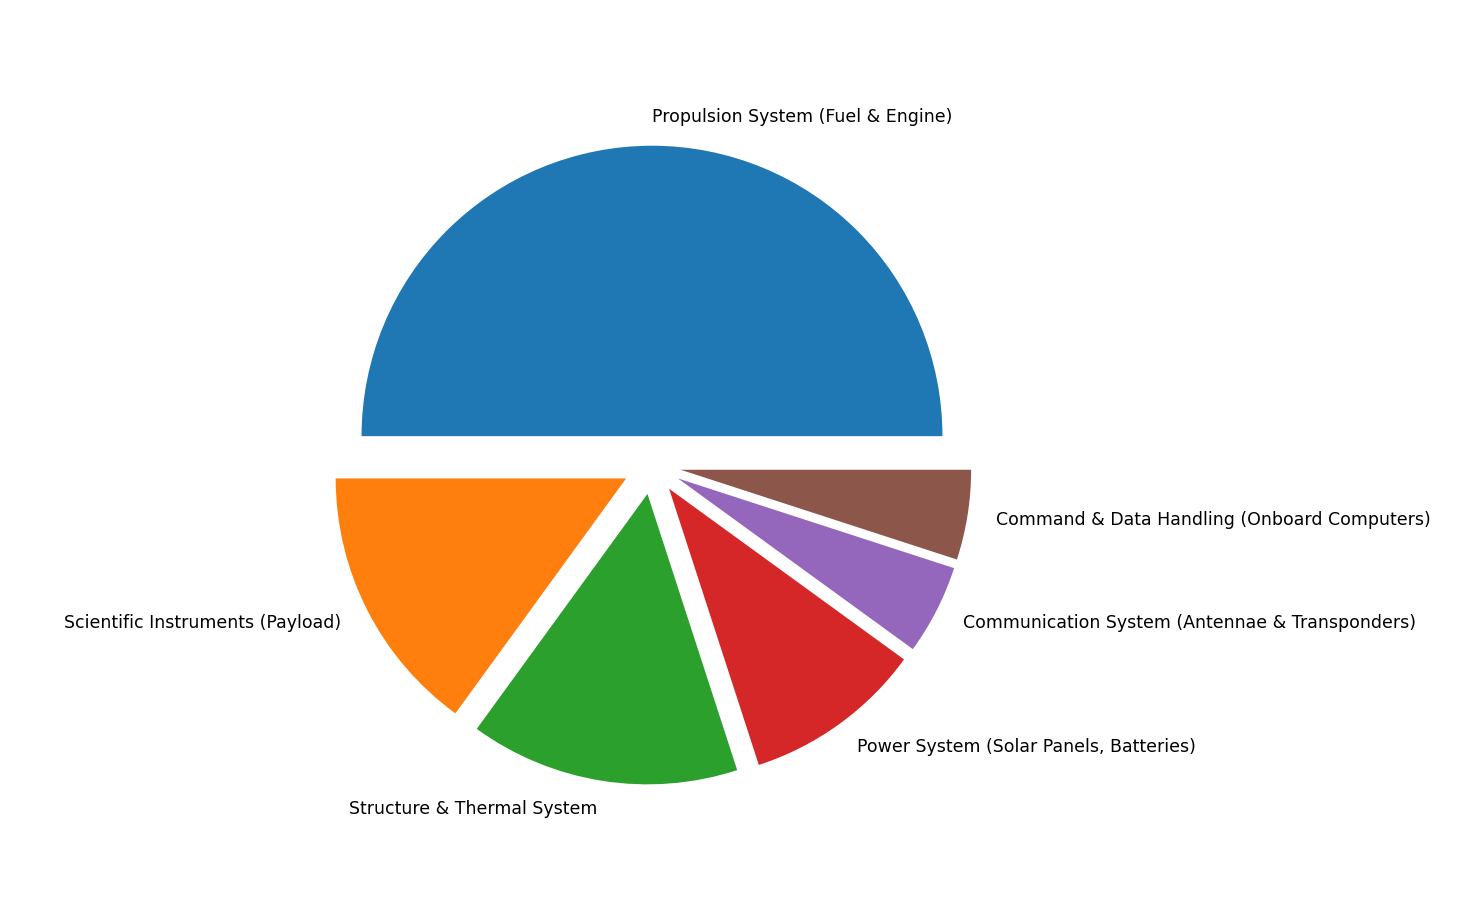 Propulsion System (Fuel & Engine)
Command & Data Handling (Onboard Computers)
Scientific Instruments (Payload)
Communication System (Antennae & Transponders)
Power System (Solar Panels, Batteries)
Structure & Thermal System